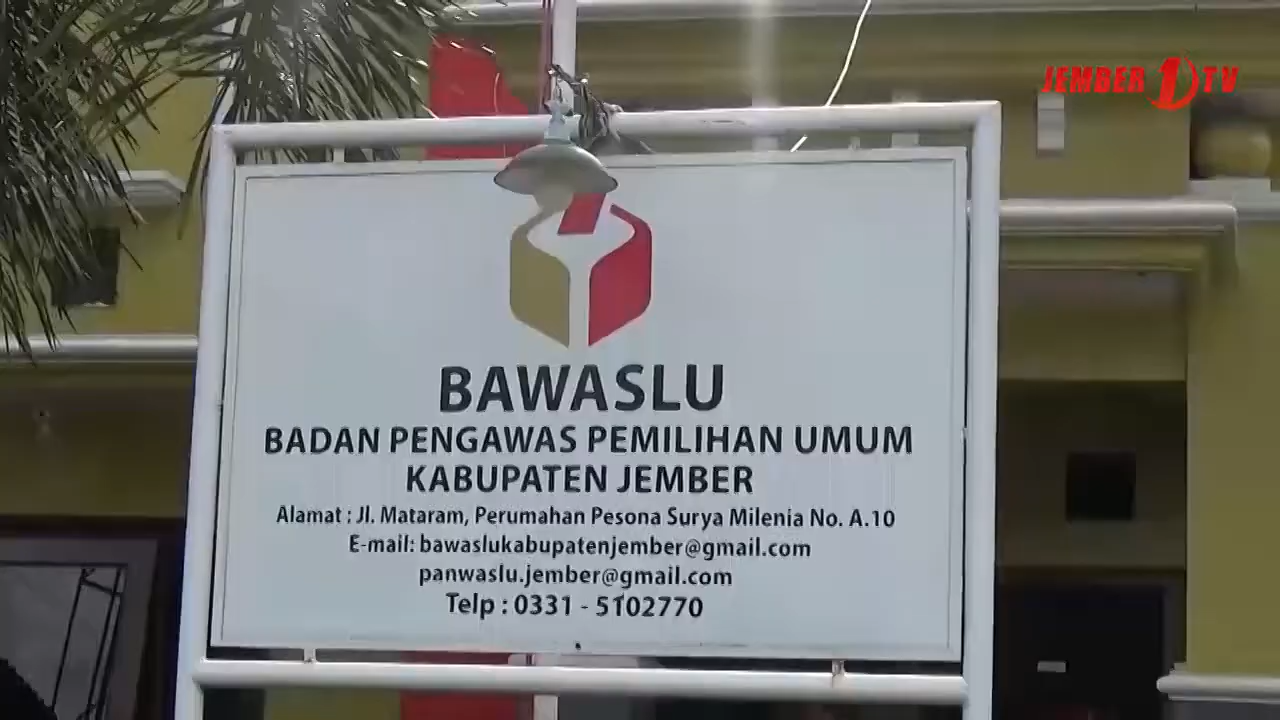 JEMBER 1 TV
BAWASLU
BADAN PENGAWAS PEMILIHAN UMUM
KABUPATEN JEMBER
Alamat : Jl. Mataram, Perumahan Pesona Surya Milenia No. A.10
E-mail: bawaslukabupatenjember@gmail.com
panwaslu.jember@gmail.com
Telp : 0331 - 5102770